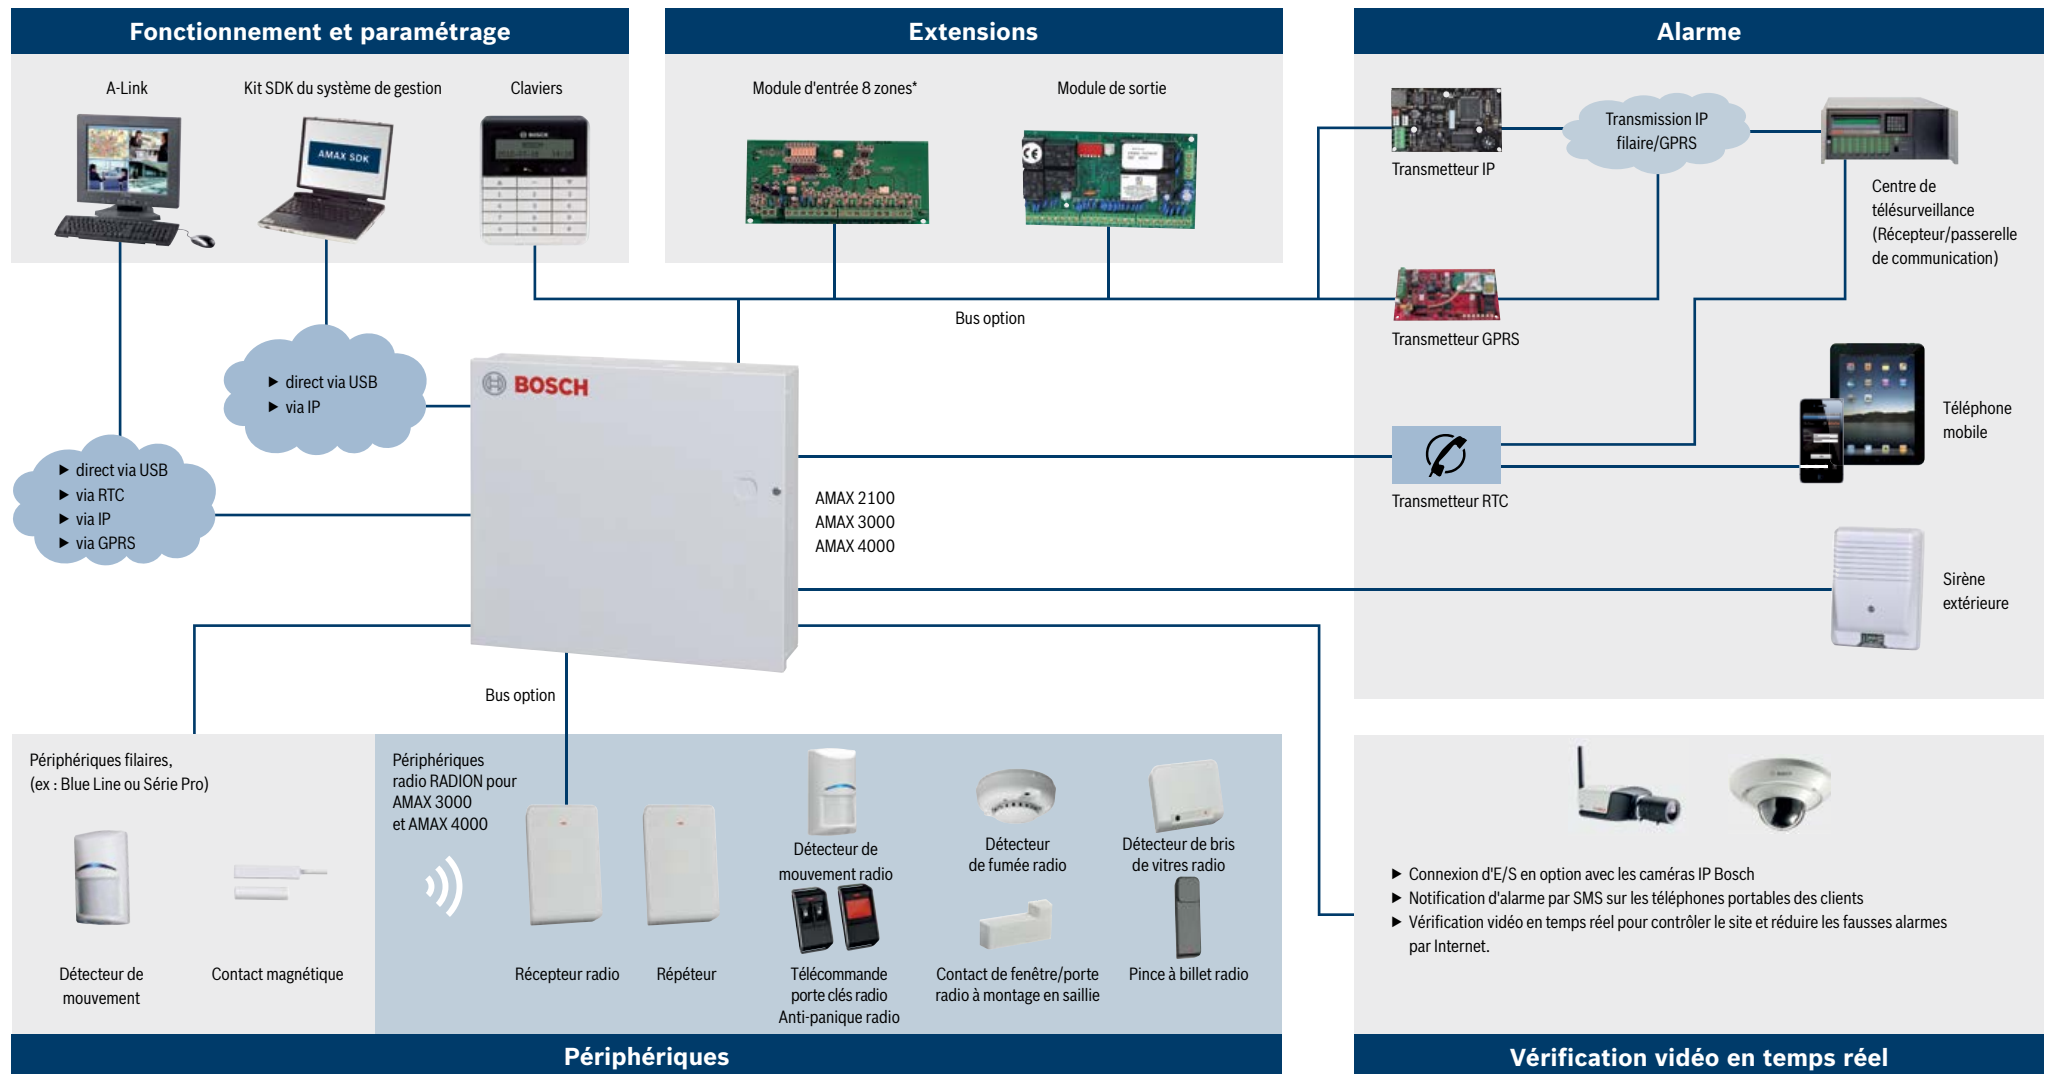 Fonctionnement et paramétrage
A-Link
Kit SDK du système de gestion
Claviers
AMAX SDK
BOSCH
BOSCH
Extensions
Module d'entrée 8 zones*
Module de sortie
Bus option
Alarme
Transmetteur IP
Transmission IP
filaire/GPRS
Centre de
télésurveillance
(Récepteur/passerelle
de communication)
Transmetteur GPRS
Téléphone
mobile
Transmetteur RTC
Sirène
extérieure
▶ direct via USB
▶ via IP
▶ direct via USB
▶ via RTC
▶ via IP
▶ via GPRS
BOSCH
AMAX 2100
AMAX 3000
AMAX 4000
Bus option
Périphériques filaires,
(ex : Blue Line ou Série Pro)
Détecteur de
mouvement
Contact magnétique
Périphériques
radio RADION pour
AMAX 3000
et AMAX 4000
Récepteur radio
Répéteur
Détecteur de
mouvement radio
Détecteur
de fumée radio
Détecteur de bris
de vitres radio
Télécommande
porte clés radio
Anti-panique radio
Contact de fenêtre/porte
radio à montage en saillie
Pince à billet radio
Périphériques
▶ Connexion d'E/S en option avec les caméras IP Bosch
▶ Notification d'alarme par SMS sur les téléphones portables des clients
▶ Vérification vidéo en temps réel pour contrôler le site et réduire les fausses alarmes
par Internet.
Vérification vidéo en temps réel